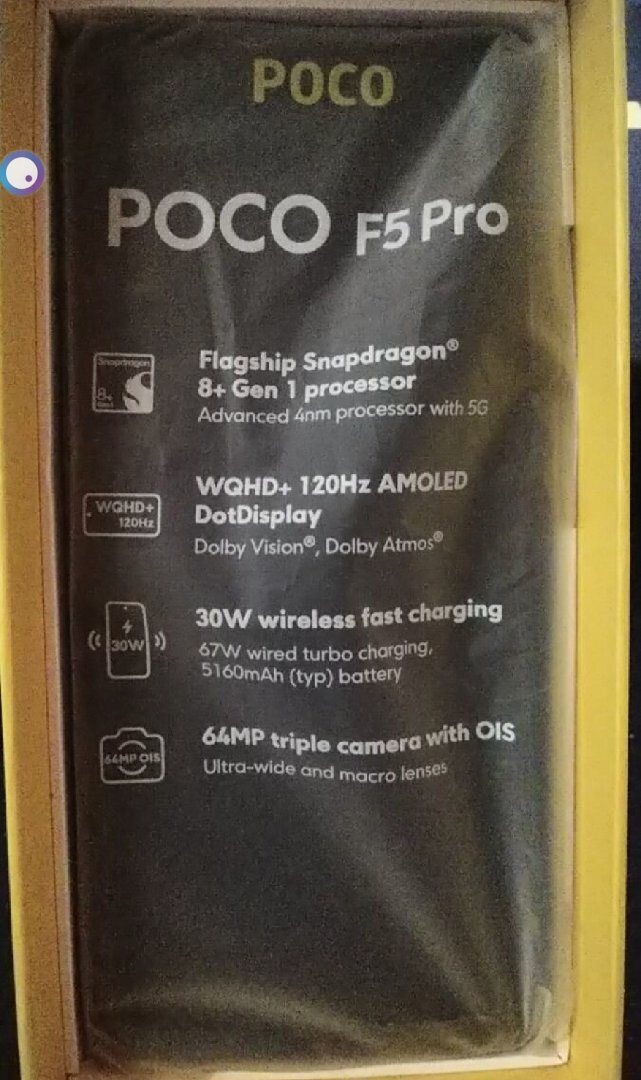 POCO
POCO F5 Pro
Snapdragon
8+
Flagship Snapdragon®
8+ Gen 1 processor
Advanced 4nm processor with 5G
WQHD+
120Hz
WQHD+ 120Hz AMOLED
DotDisplay
Dolby Vision®, Dolby Atmos®
30W
30W wireless fast charging
67W wired turbo charging,
5160mAh (typ) battery
64MP OIS
64MP triple camera with OIS
Ultra-wide and macro lenses